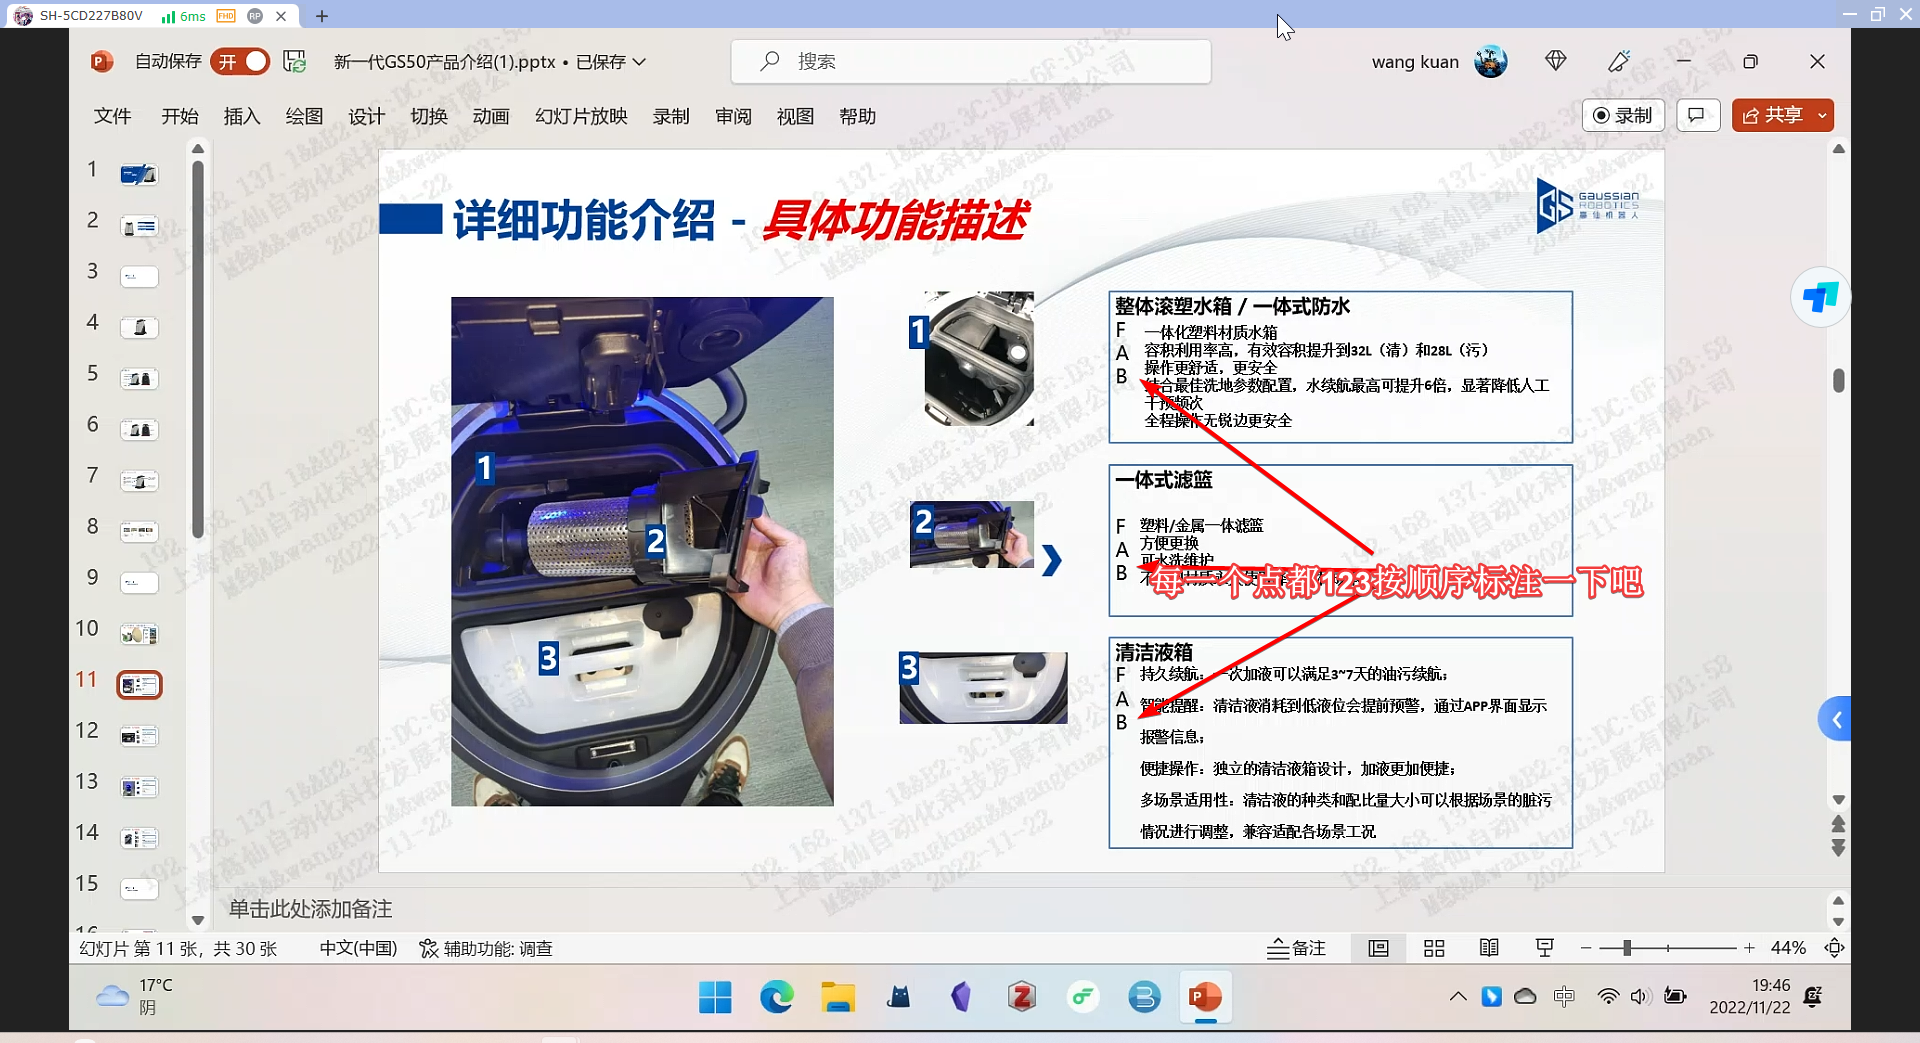 SH-5CD227B80V
6ms
FHD
RP
自动保存
开
新一代GS50产品介绍(1).pptx • 已保存
搜索
wang kuan
文件
开始
插入
绘图
设计
切换
动画
幻灯片放映
录制
审阅
视图
帮助
录制
共享
1
2
3
4
5
6
7
8
9
10
11
12
13
14
15
详细功能介绍 - 具体功能描述
GAUSSIAN
ROBOTICS
高仙机器人
1
2
3
1
2
3
整体滚塑水箱 / 一体式防水
F
A
B
一体化塑料材质水箱
容积利用率高，有效容积提升到32L（清）和28L（污）
操作更舒适，更安全
结合最佳洗地参数配置，水续航最高可提升6倍，显著降低人工
干预频次
全程操作无锐边更安全
一体式滤篮
F
A
B
塑料/金属一体滤篮
方便更换
可水洗维护
每一个点都123按顺序标注一下吧
清洁液箱
F
A
B
持久续航：一次加液可以满足3~7天的油污续航；
智能提醒：清洁液消耗到低液位会提前预警，通过APP界面显示
报警信息；
便捷操作：独立的清洁液箱设计，加液更加便捷；
多场景适用性：清洁液的种类和配比量大小可以根据场景的脏污
情况进行调整，兼容适配各场景工况
单击此处添加备注
幻灯片 第 11 张，共 30 张
中文(中国)
辅助功能: 调查
备注
44%
17°C
阴
中
19:46
2022/11/22